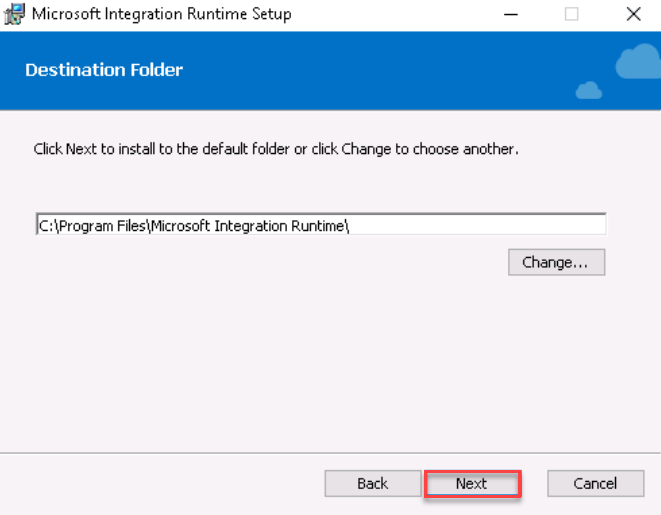 Microsoft Integration Runtime Setup
Destination Folder
Click Next to install to the default folder or click Change to choose another.
C:\Program Files\Microsoft Integration Runtime\
Change...
Back Next Cancel